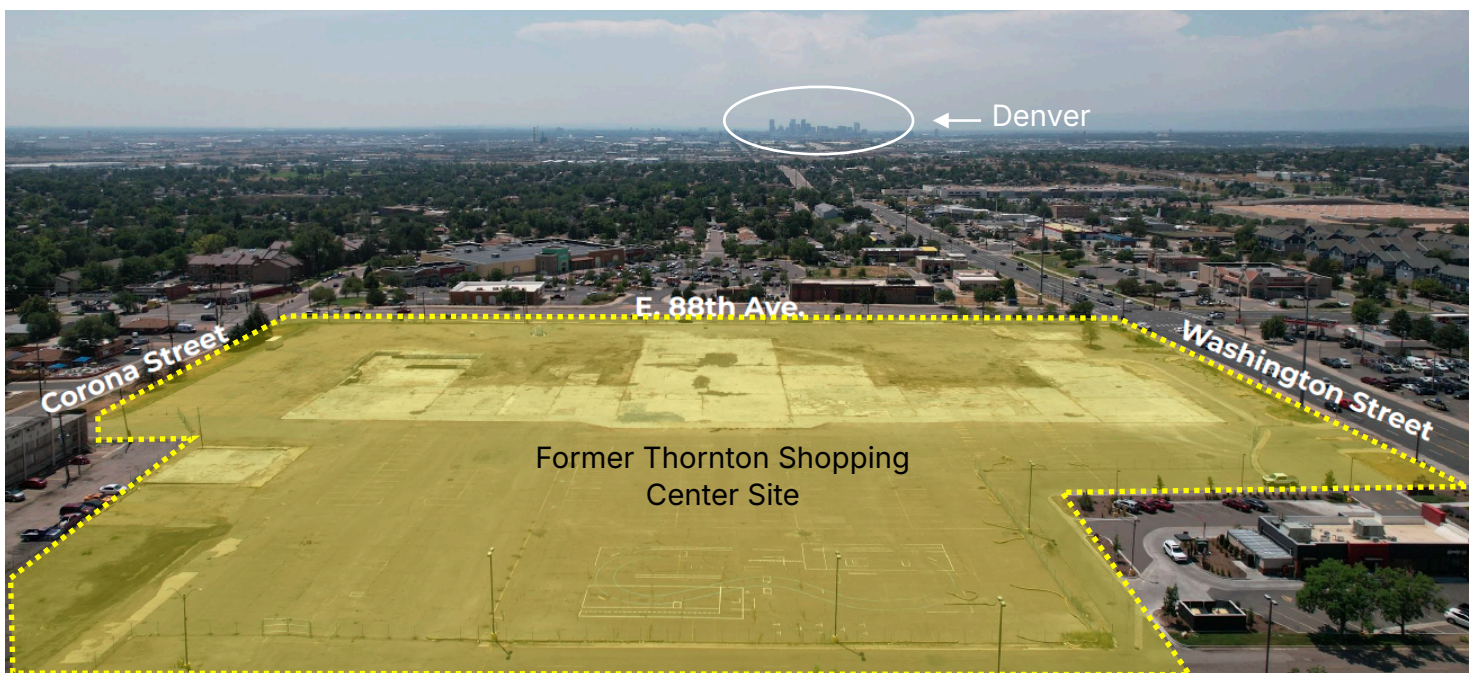 Denver
E. 88th Ave.
Corona Street
Washington Street
Former Thornton Shopping
Center Site